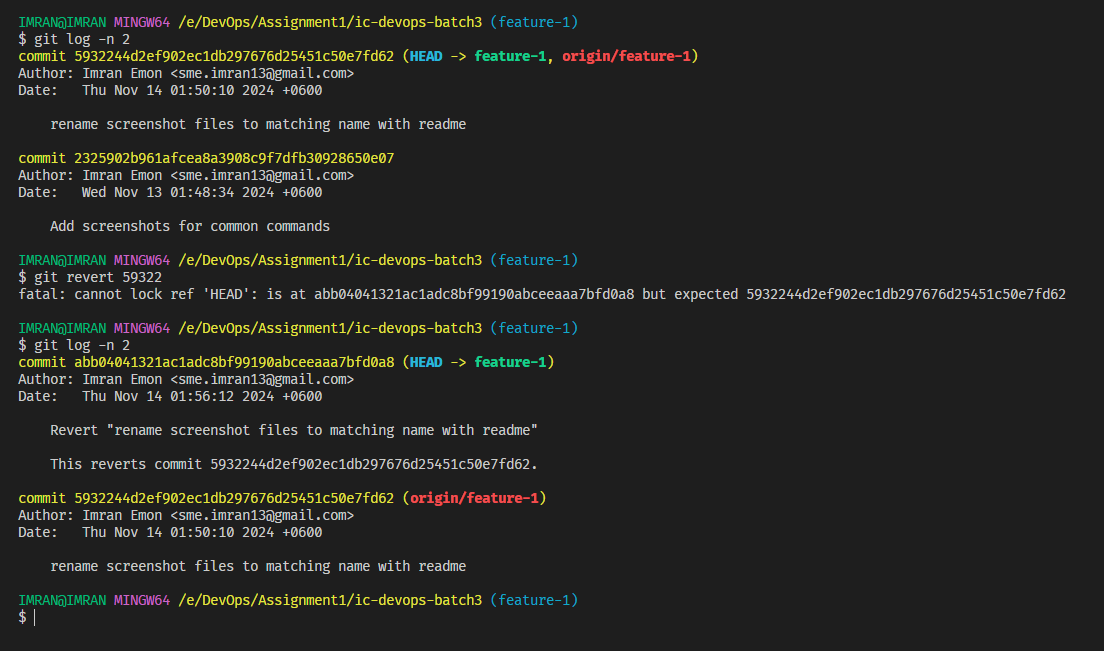 IMRAN@IMRAN MINGW64 /e/DevOps/Assignment1/ic-devops-batch3 (feature-1)
$ git log -n 2
commit 5932244d2ef902ec1db297676d25451c50e7fd62 (HEAD -> feature-1, origin/feature-1)
Author: Imran Emon <sme.imran13@gmail.com>
Date:   Thu Nov 14 01:50:10 2024 +0600

    rename screenshot files to matching name with readme

commit 2325902b961afcea8a3908c9f7dfb30928650e07
Author: Imran Emon <sme.imran13@gmail.com>
Date:   Wed Nov 13 01:48:34 2024 +0600

    Add screenshots for common commands

IMRAN@IMRAN MINGW64 /e/DevOps/Assignment1/ic-devops-batch3 (feature-1)
$ git revert 59322
fatal: cannot lock ref 'HEAD': is at abb04041321ac1adc8bf99190abceeaaa7bfd0a8 but expected 5932244d2ef902ec1db297676d25451c50e7fd62

IMRAN@IMRAN MINGW64 /e/DevOps/Assignment1/ic-devops-batch3 (feature-1)
$ git log -n 2
commit abb04041321ac1adc8bf99190abceeaaa7bfd0a8 (HEAD -> feature-1)
Author: Imran Emon <sme.imran13@gmail.com>
Date:   Thu Nov 14 01:56:12 2024 +0600

    Revert "rename screenshot files to matching name with readme"

    This reverts commit 5932244d2ef902ec1db297676d25451c50e7fd62.

commit 5932244d2ef902ec1db297676d25451c50e7fd62 (origin/feature-1)
Author: Imran Emon <sme.imran13@gmail.com>
Date:   Thu Nov 14 01:50:10 2024 +0600

    rename screenshot files to matching name with readme

IMRAN@IMRAN MINGW64 /e/DevOps/Assignment1/ic-devops-batch3 (feature-1)
$